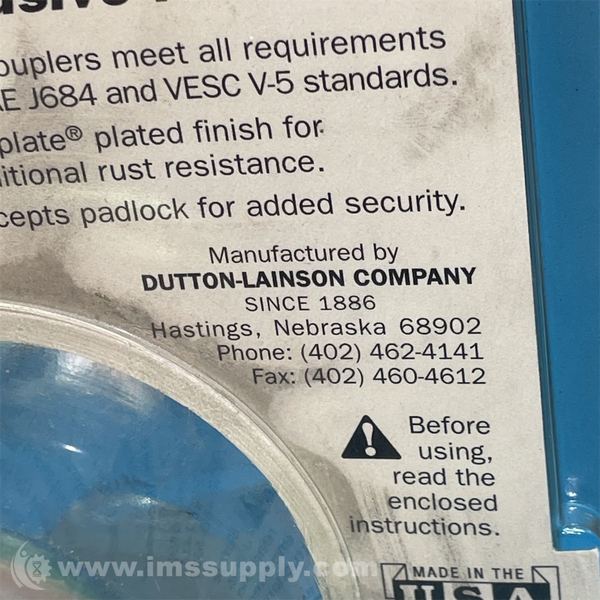 ouplers meet all requirements
E J684 and VESC V-5 standards.
plate® plated finish for
itional rust resistance.
cepts padlock for added security.
Manufactured by
DUTTON-LAINSON COMPANY
SINCE 1886
Hastings, Nebraska 68902
Phone: (402) 462-4141
Fax: (402) 460-4612
Before
using,
read the
enclosed
instructions.
MADE IN THE
USA
www.imssupply.com